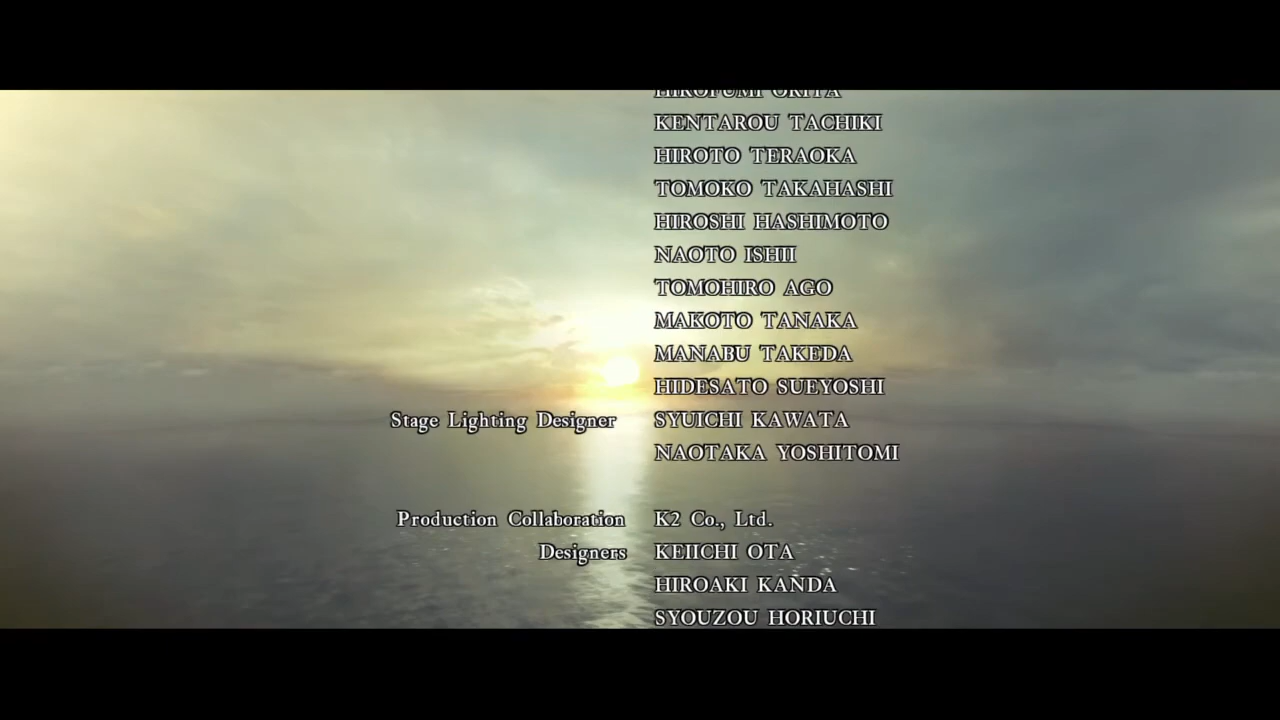 KENTAROU TACHIKI
HIROTO TERAOKA
TOMOKO TAKAHASHI
HIROSHI HASHIMOTO
NAOTO ISHII
TOMOHIRO AGO
MAKOTO TANAKA
MANABU TAKEDA
HIDESATO SUEYOSHI
Stage Lighting Designer SYUICHI KAWATA
NAOTAKA YOSHITOMI
Production Collaboration K2 Co., Ltd.
Designers KEIICHI OTA
HIROAKI KANDA
SYOUZOU HORIUCHI